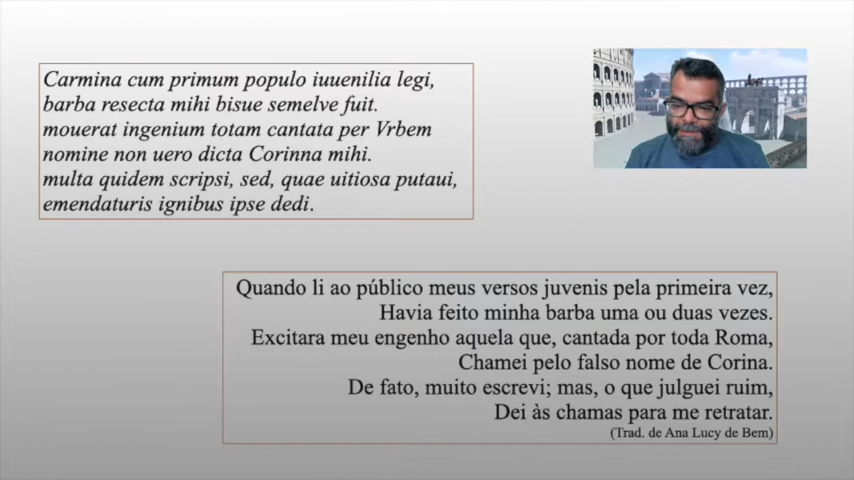 Carmina cum primum populo iuuenilia legi,
barba resecta mihi bisue semelve fuit.
mouerat ingenium totam cantata per Vrbem
nomine non uero dicta Corinna mihi.
multa quidem scripsi, sed, quae uitiosa putaui,
emendaturis ignibus ipse dedi.
Quando li ao público meus versos juvenis pela primeira vez,
Havia feito minha barba uma ou duas vezes.
Excitara meu engenho aquela que, cantada por toda Roma,
Chamei pelo falso nome de Corina.
De fato, muito escrevi; mas, o que julguei ruim,
Dei às chamas para me retratar.
(Trad. de Ana Lucy de Bem)